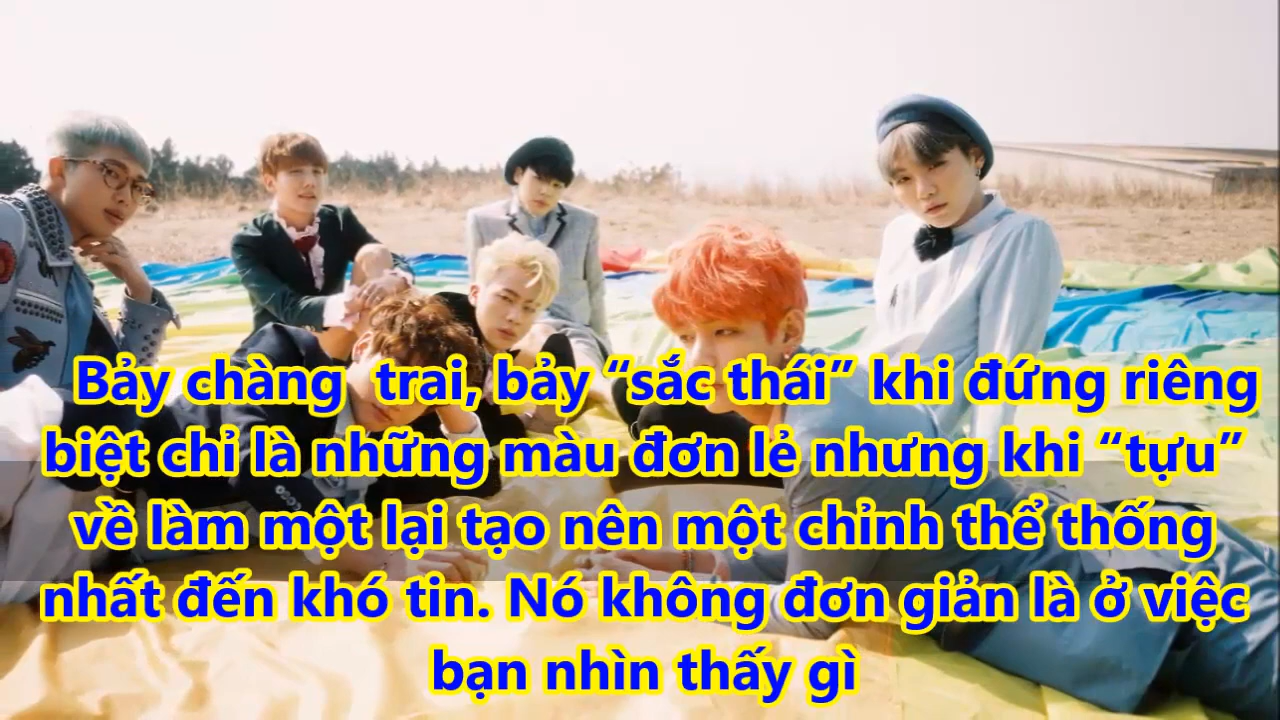 Bảy chàng trai, bảy “sắc thái” khi đứng riêng
biệt chỉ là những màu đơn lẻ nhưng khi “tựu”
về làm một lại tạo nên một chỉnh thể thống
nhất đến khó tin. Nó không đơn giản là ở việc
bạn nhìn thấy gì